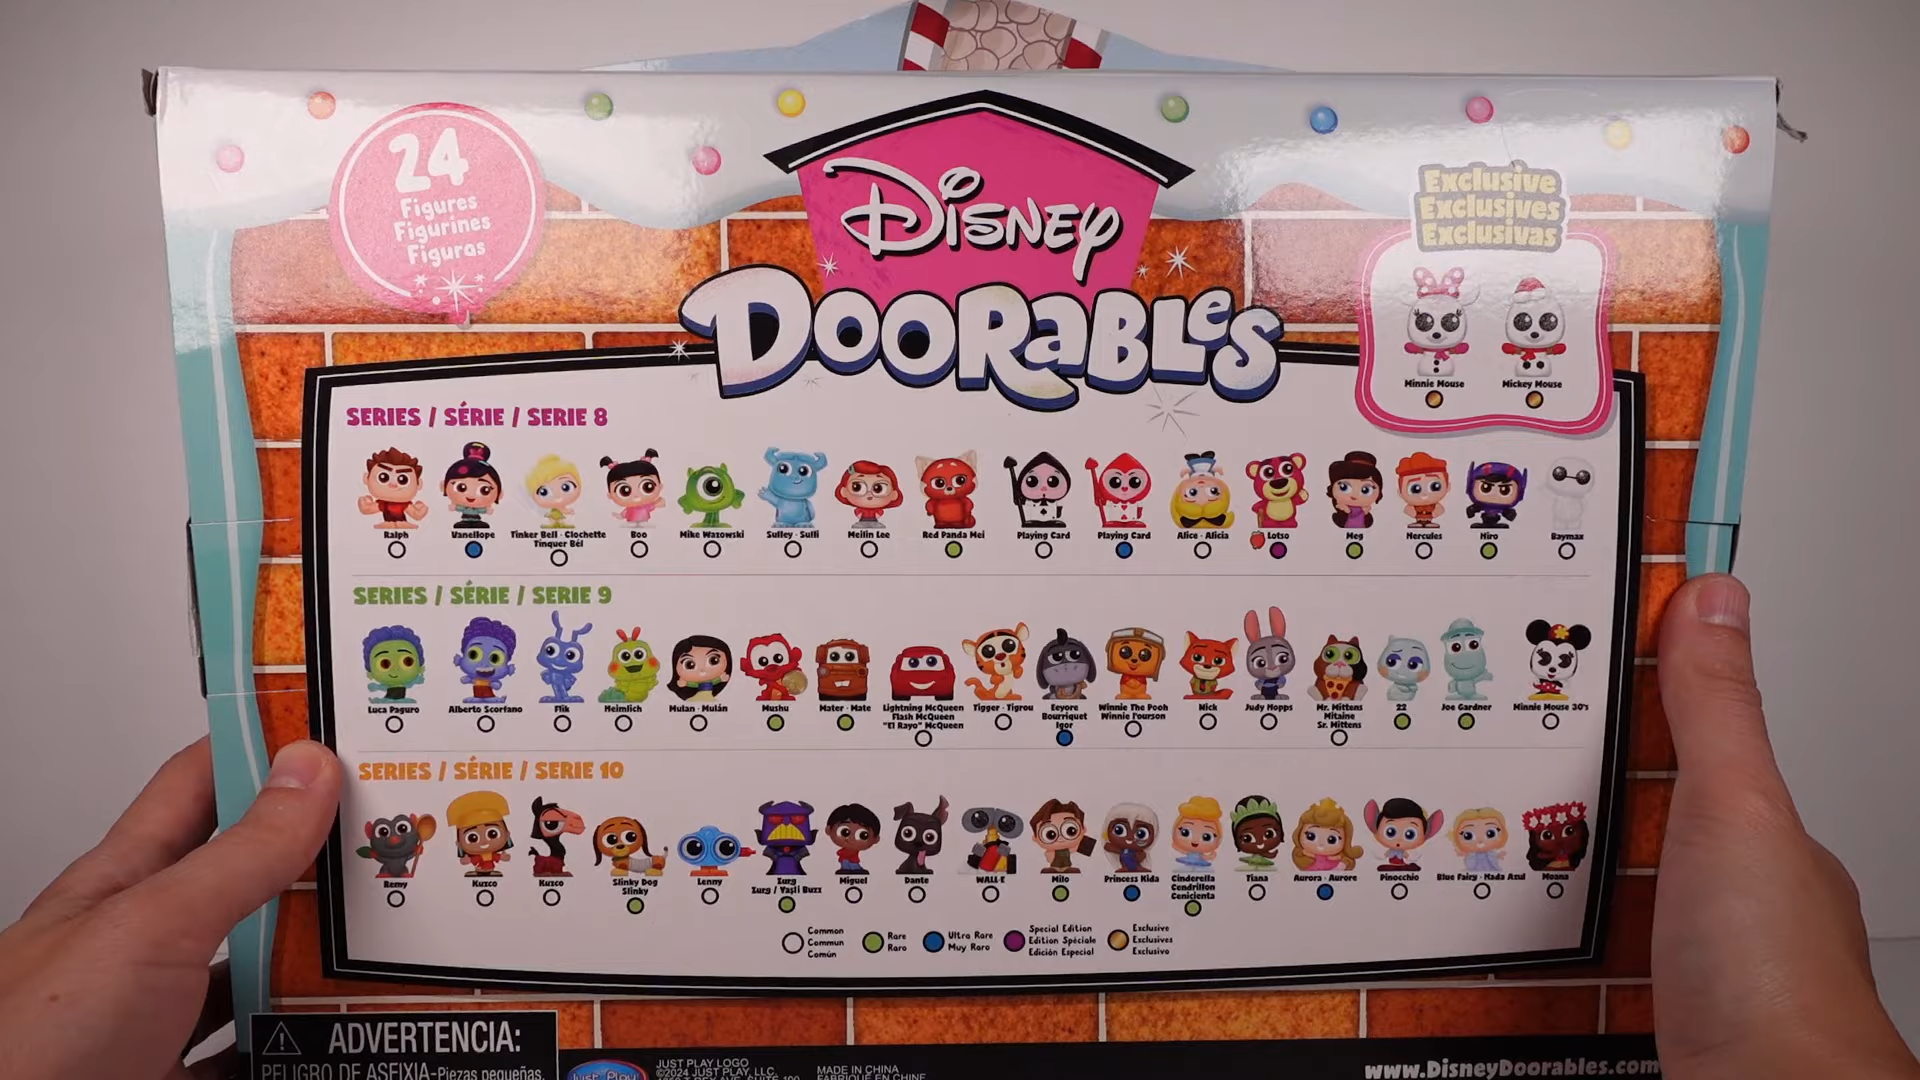 24
Figures
Figurines
Figuras
Disney
Doorables
Exclusive
Exclusives
Exclusivas
Minnie Mouse
Mickey Mouse
SERIES / SÉRIE / SERIE 8
Ralph
Vanellope
Tinker Bell · Clochette
Tinquer Bél
Boo
Mike Wazowski
Sulley · Sulli
Meilin Lee
Red Panda Mei
Playing Card
Playing Card
Alice · Alicia
Lotso
Meg
Hercules
Hiro
Baymax
SERIES / SÉRIE / SERIE 9
Luca Paguro
Alberto Scorfano
Flik
Heimlich
Mulan · Mulán
Mushu
Mater · Mate
Lightning McQueen
Flash McQueen
"El Rayo" McQueen
Tigger · Tigrou
Eeyore
Bourriquet
Igor
Winnie The Pooh
Winnie l'ourson
Nick
Judy Hopps
Mr. Mittens
Mitaine
Sr. Mittens
22
Joe Gardner
Minnie Mouse 30's
SERIES / SÉRIE / SERIE 10
Remy
Kuzco
Kuzco
Slinky Dog
Slinky
Lenny
Zurg
Zurg / Yasti Buzz
Miguel
Dante
WALL·E
Milo
Princess Kida
Cinderella
Cendrillon
Cenicienta
Tiana
Aurora · Aurore
Pinocchio
Blue Fairy · Hada Azul
Moana
Common
Commun
Común
Rare
Raro
Ultra Rare
Muy Raro
Special Edition
Edition Spéciale
Edición Especial
Exclusive
Exclusives
Exclusivo
ADVERTENCIA:
PELIGRO DE ASFIXIA-Piezas pequeñas.
Just Play
JUST PLAY LOGO
©2024 JUST PLAY, LLC
MADE IN CHINA
FABRIQUÉ EN CHINE
www.DisneyDoorables.com